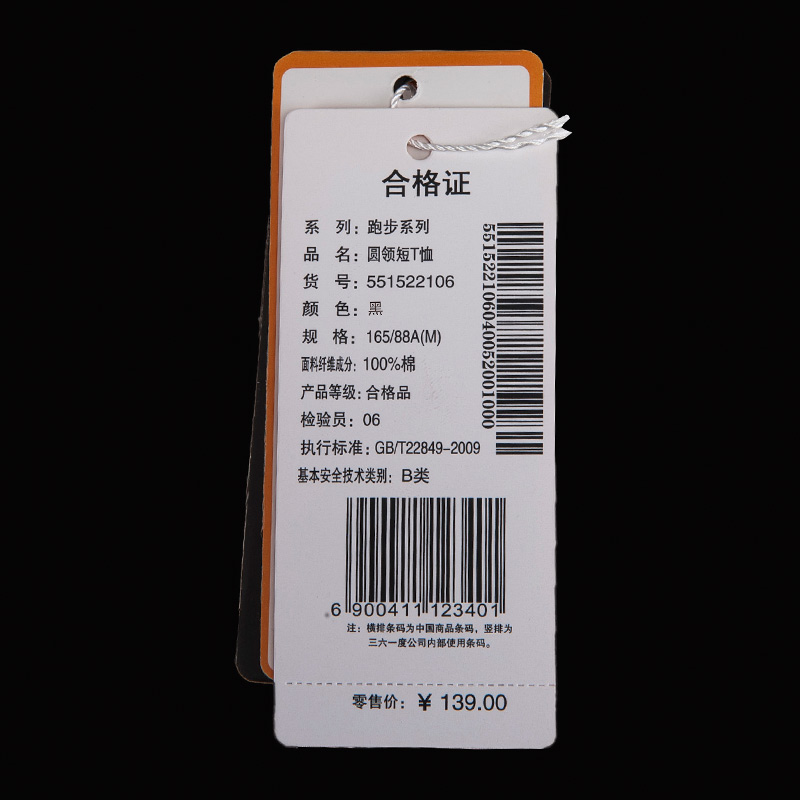 合格证
系 列：跑步系列
品 名：圆领短T恤
货 号：551522106
颜 色：黑
规 格：165/88A(M)
面料纤维成分：100%棉
产品等级：合格品
检验员：06
执行标准：GB/T22849-2009
基本安全技术类别：B类
551522106040052001000
6 900411 123401
注：横排条码为中国商品条码，竖排为
三六一度公司内部使用条码。
零售价：￥139.00